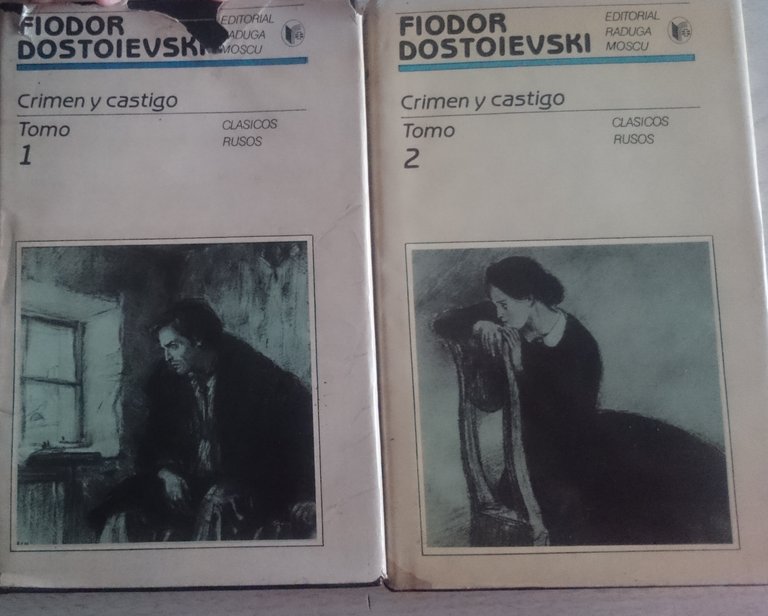 FIODOR
DOSTOIEVSKI
EDITORIAL
RADUGA
MOSCU
Crimen y castigo
Tomo
1
CLASICOS
RUSOS
FIODOR
DOSTOIEVSKI
EDITORIAL
RADUGA
MOSCU
Crimen y castigo
Tomo
2
CLASICOS
RUSOS